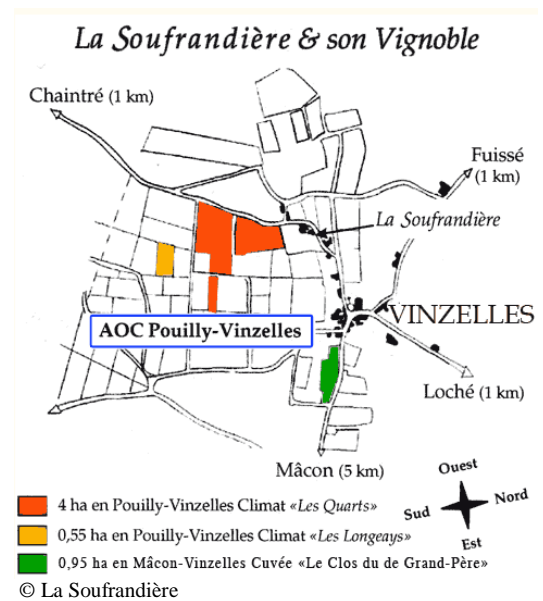 La Soufrandière & son Vignoble
Chaintré (1 km)
Fuissé
(1 km)
La Soufrandière
VINZELLES
AOC Pouilly-Vinzelles
Loché (1 km)
Mâcon (5 km)
Ouest
Nord
Sud
Est
4 ha en Pouilly-Vinzelles Climat «Les Quarts»
0,55 ha en Pouilly-Vinzelles Climat «Les Longeays»
0,95 ha en Mâcon-Vinzelles Cuvée «Le Clos du de Grand-Père»
© La Soufrandière